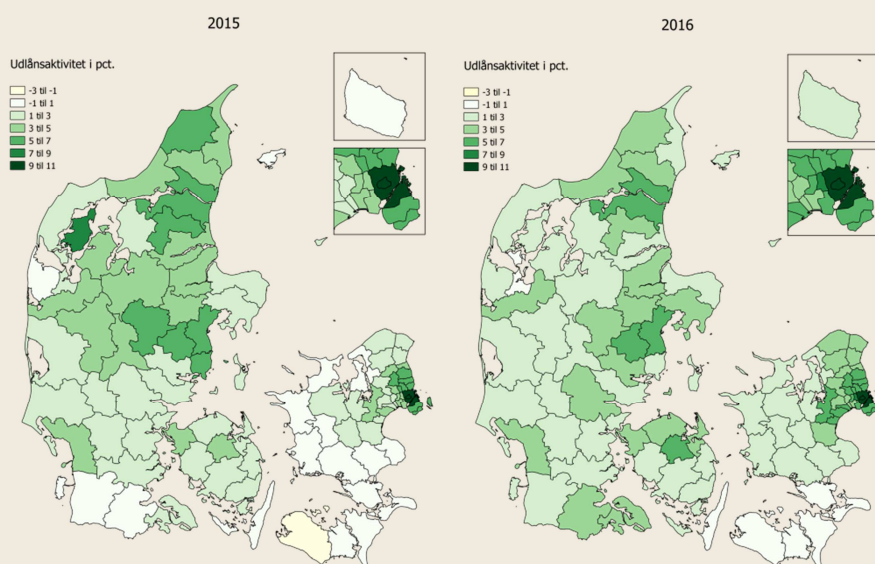 2015
Udlånsaktivitet i pct.
-3 til -1
-1 til 1
1 til 3
3 til 5
5 til 7
7 til 9
9 til 11
2016
Udlånsaktivitet i pct.
-3 til -1
-1 til 1
1 til 3
3 til 5
5 til 7
7 til 9
9 til 11